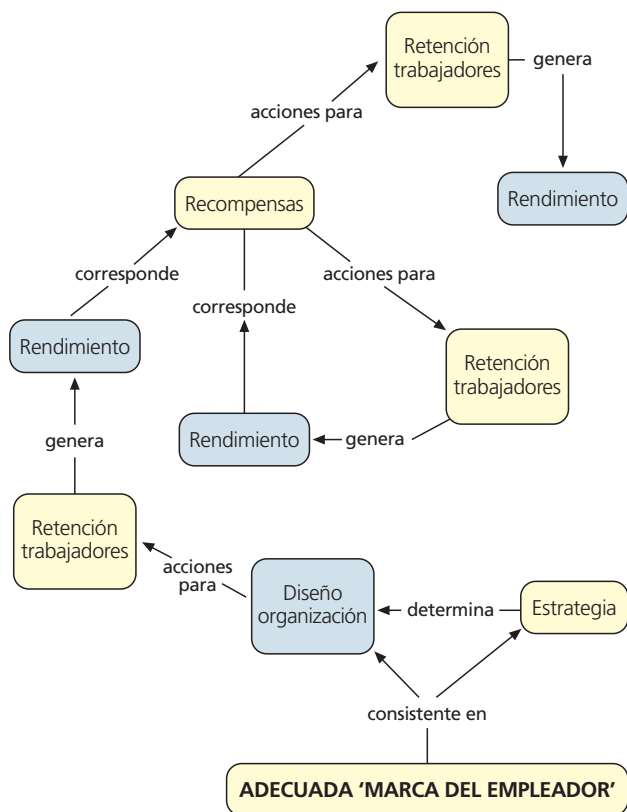 Retención
trabajadores
genera
acciones para
Rendimiento
Recompensas
corresponde
acciones para
corresponde
Rendimiento
Retención
trabajadores
Rendimiento
genera
genera
Retención
trabajadores
acciones
para
Diseño
organización
determina
Estrategia
consistente en
ADECUADA ‘MARCA DEL EMPLEADOR’